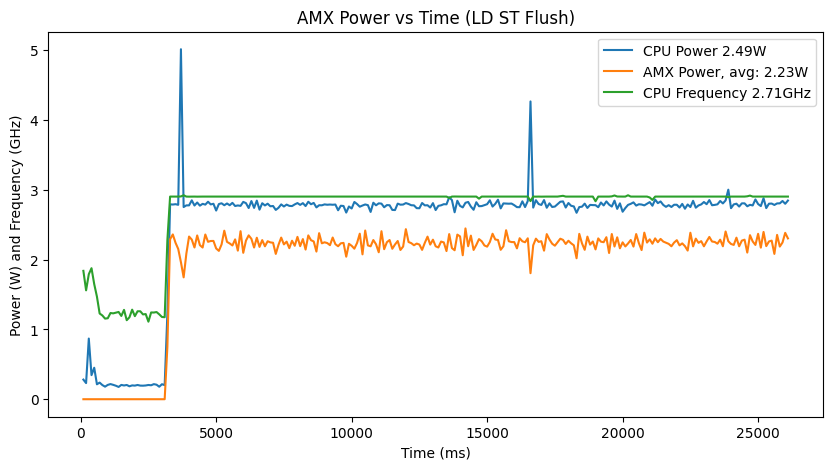 AMX Power vs Time (LD ST Flush)
CPU Power 2.49W
AMX Power, avg: 2.23W
CPU Frequency 2.71GHz
Power (W) and Frequency (GHz)
5
4
3
2
1
0
0 5000 10000 15000 20000 25000
Time (ms)